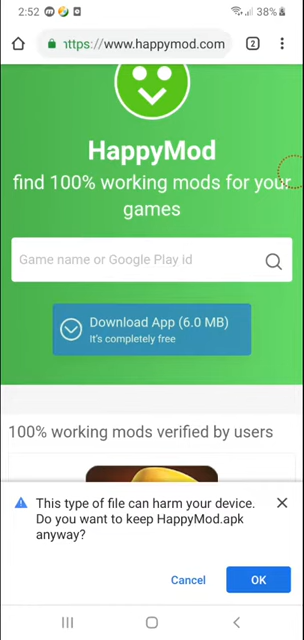 2:52
38%
https://www.happymod.com
2
HappyMod
find 100% working mods for your
games
Game name or Google Play id
Download App (6.0 MB)
It's completely free
100% working mods verified by users
This type of file can harm your device.
Do you want to keep HappyMod.apk
anyway?
Cancel
OK